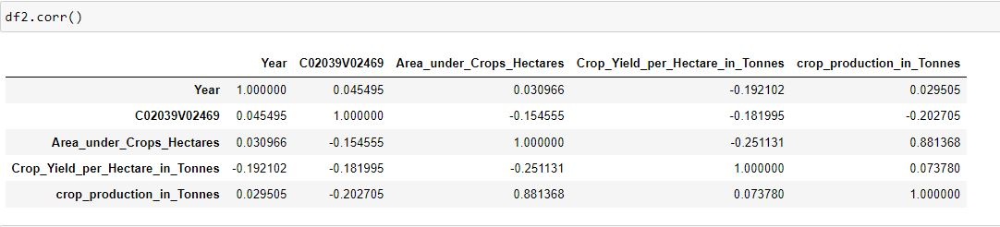 df2.corr()
Year C02039V02469 Area_under_Crops_Hectares Crop_Yield_per_Hectare_in_Tonnes crop_production_in_Tonnes
Year 1.000000 0.045495 0.030966 -0.192102 0.029505
C02039V02469 0.045495 1.000000 -0.154555 -0.181995 -0.202705
Area_under_Crops_Hectares 0.030966 -0.154555 1.000000 -0.251131 0.881368
Crop_Yield_per_Hectare_in_Tonnes -0.192102 -0.181995 -0.251131 1.000000 0.073780
crop_production_in_Tonnes 0.029505 -0.202705 0.881368 0.073780 1.000000